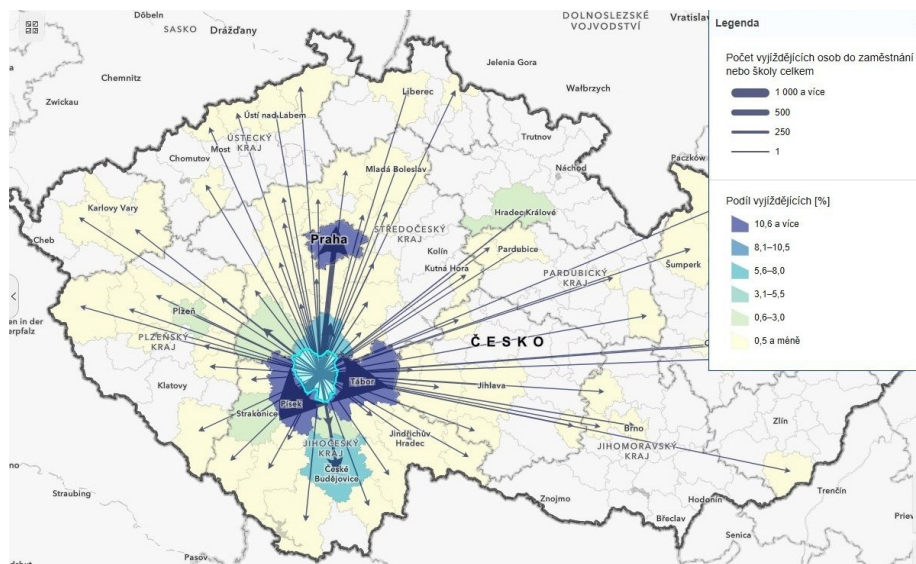 Döbeln
DOLNOSLEZSKÉ
VOJVODSTVÍ
Vratislav
SASKO
Drážďany
Legenda
Jelenia Gora
Chemnitz
Wałbrzych
Zwickau
Liberec
Ústí nad Labem
ÚSTECKÝ
KRAJ
Most
Chomutov
Trutnov
Náchod
Paczków
Mladá Boleslav
Karlovy Vary
Hradec Králové
Cheb
Praha
STŘEDOČESKÝ
KRAJ
Kolín
Pardubice
Kutná Hora
PARDUBICKÝ
KRAJ
Šumperk
Plzeň
PLZEŇSKÝ
KRAJ
ČESKO
Klatovy
Tábor
Jihlava
Písek
Strakonice
JIHOČESKÝ
KRAJ
Jindřichův
Hradec
Brno
JIHOMORAVSKÝ
KRAJ
Zlín
České
Budějovice
Straubing
Znojmo
Hodonín
Trenčín
Břeclav
Senica
Pasov
Počet vyjíždějících osob do zaměstnání
nebo školy celkem
1 000 a více
500
250
1
Podíl vyjíždějících [%]
10,6 a více
8,1–10,5
5,6–8,0
3,1–5,5
0,6–3,0
0,5 a méně